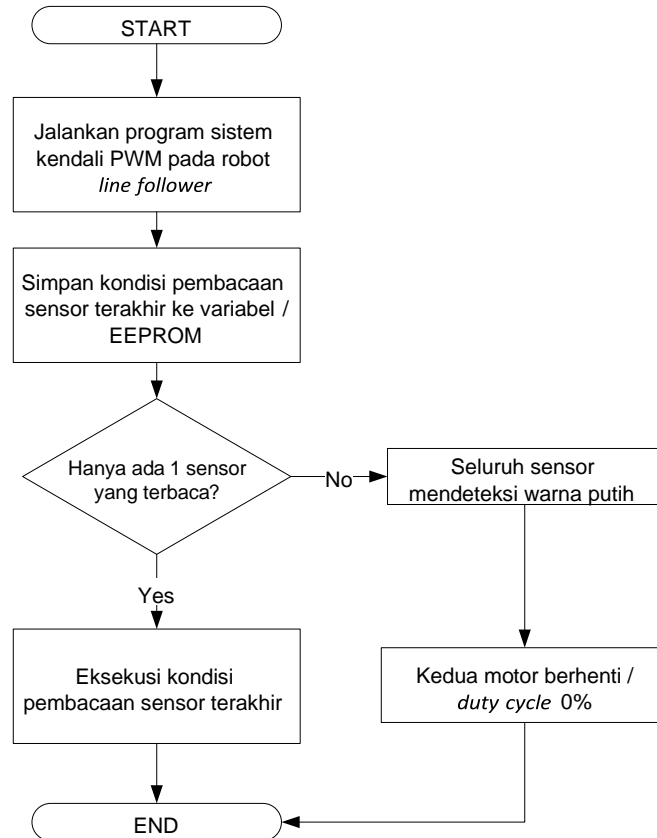 START
Jalankan program sistem
kendali PWM pada robot
line follower
Simpan kondisi pembacaan
sensor terakhir ke variabel /
EEPROM
Hanya ada 1 sensor
yang terbaca?
No
Seluruh sensor
mendeteksi warna putih
Yes
Eksekusi kondisi
pembacaan sensor terakhir
Kedua motor berhenti /
duty cycle 0%
END